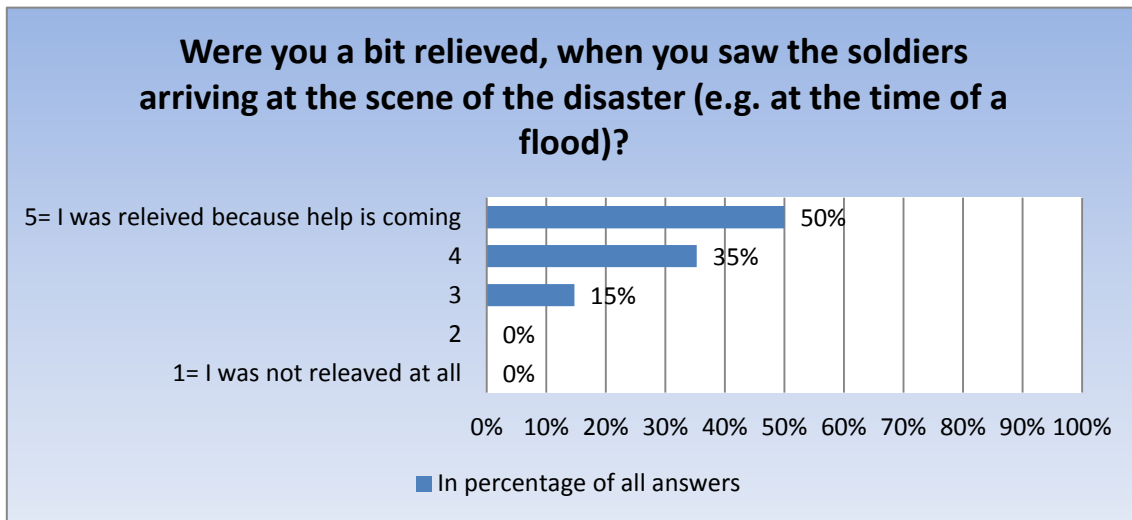 Were you a bit relieved, when you saw the soldiers
arriving at the scene of the disaster (e.g. at the time of a
flood)?
5= I was releived because help is coming
50%
4
35%
3
15%
2
0%
1= I was not releaved at all
0%
0% 10% 20% 30% 40% 50% 60% 70% 80% 90% 100%
In percentage of all answers